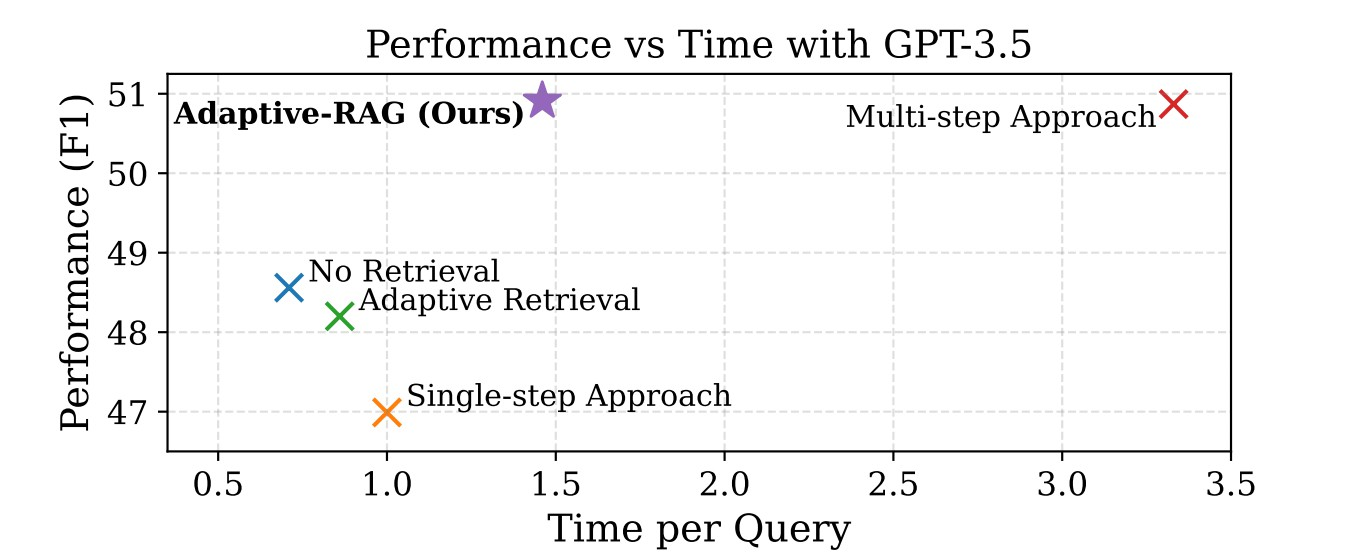 Performance vs Time with GPT-3.5
Performance (F1)
51
50
49
48
47
Adaptive-RAG (Ours)
Multi-step Approach
No Retrieval
Adaptive Retrieval
Single-step Approach
0.5 1.0 1.5 2.0 2.5 3.0 3.5
Time per Query